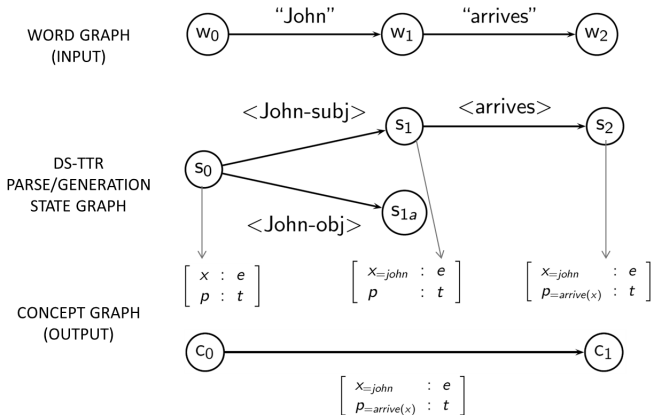 “John” “arrives”
WORD GRAPH
(INPUT)
w0 w1 w2
<John-subj> <arrives>
s1 s2
DS-TTR
PARSE/GENERATION
STATE GRAPH
s0
s1a
<John-obj>
[ x : e ] [ x=john : e ] [ x=john : e ]
[ p : t ] [ p : t ] [ p=arrive(x) : t ]
CONCEPT GRAPH
(OUTPUT)
c0 c1
[ x=john : e ]
[ p=arrive(x) : t ]